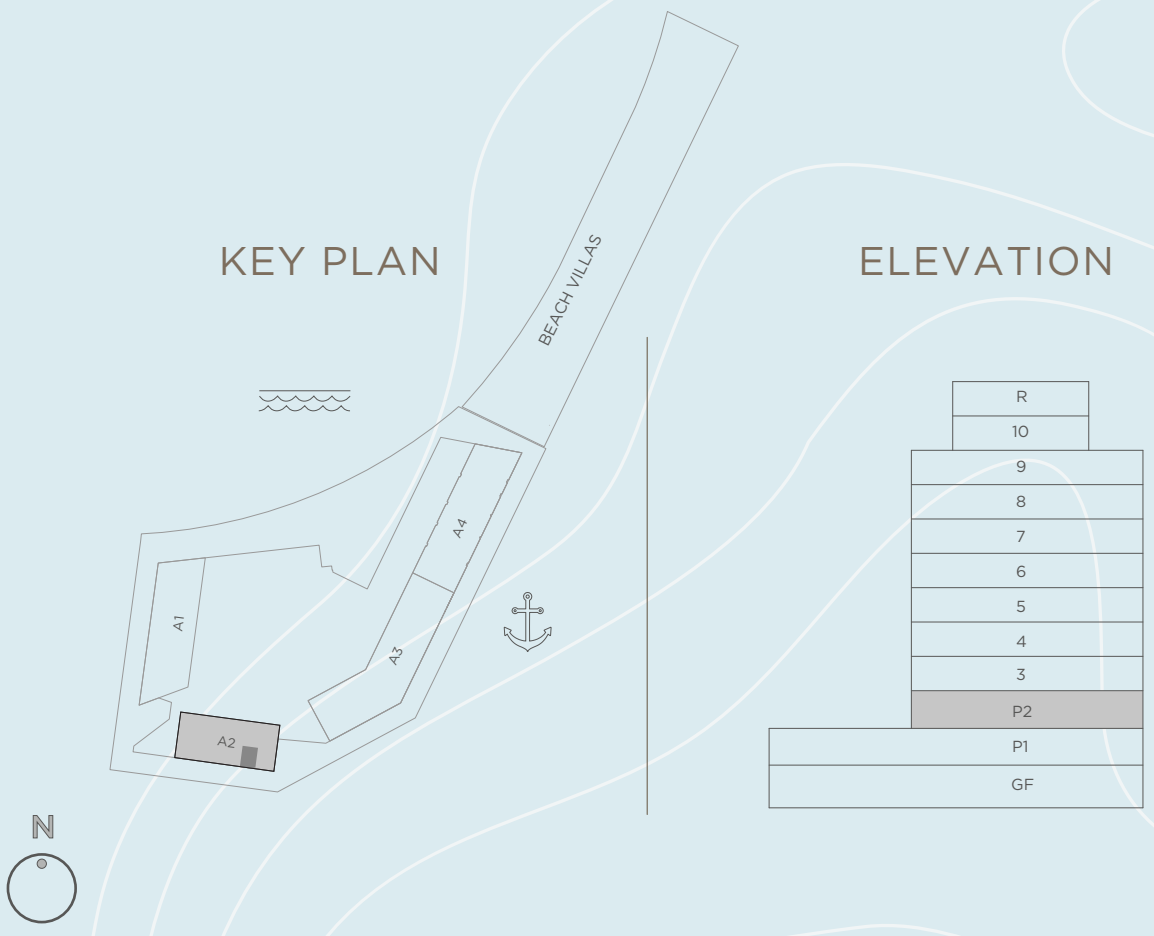 KEY PLAN
BEACH VILLAS
A4
A3
A1
A2
N
ELEVATION
R
10
9
8
7
6
5
4
3
P2
P1
GF